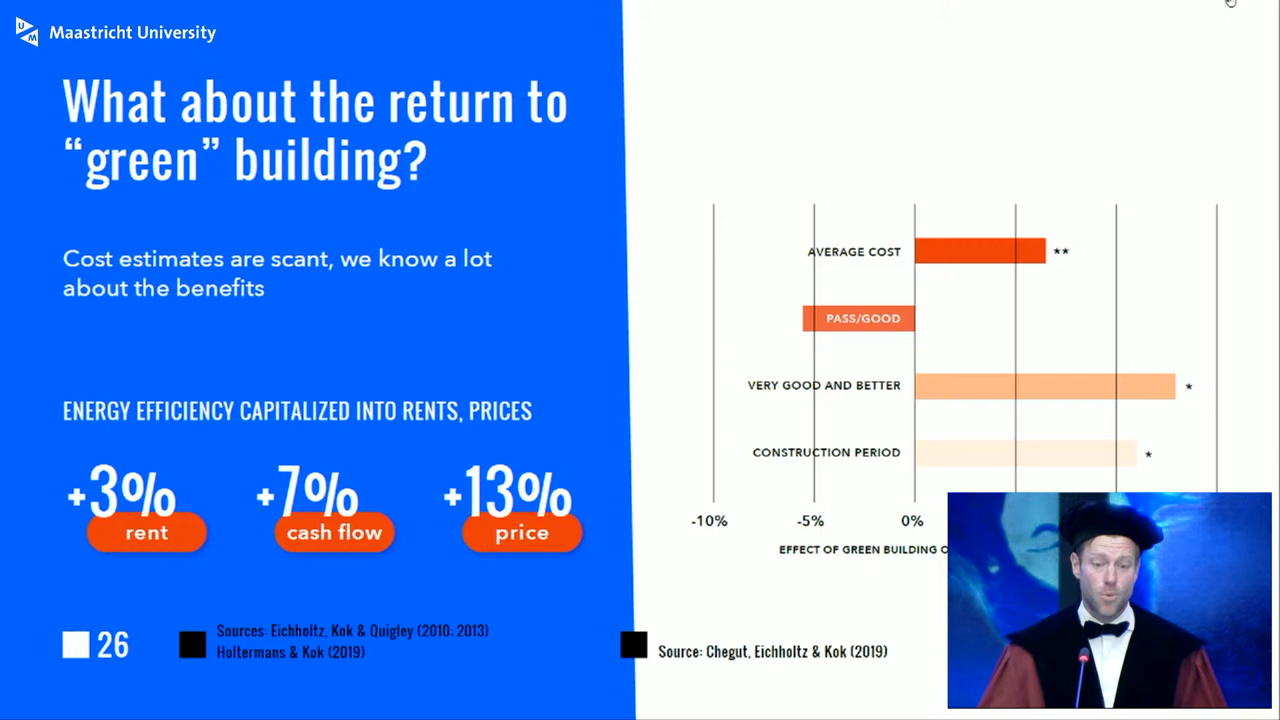 Maastricht University
What about the return to
“green” building?
Cost estimates are scant, we know a lot
about the benefits
ENERGY EFFICIENCY CAPITALIZED INTO RENTS, PRICES
+3%
rent
+7%
cash flow
+13%
price
26
Sources: Eichholtz, Kok & Quigley (2010; 2013)
Holtermans & Kok (2019)
AVERAGE COST **
PASS/GOOD
VERY GOOD AND BETTER *
CONSTRUCTION PERIOD *
-10% -5% 0%
EFFECT OF GREEN BUILDING
Source: Chegut, Eichholtz & Kok (2019)